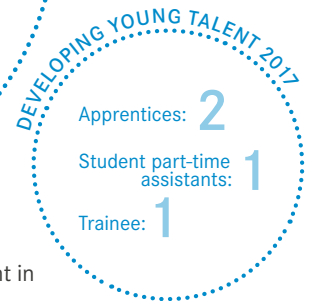 DEVELOPING YOUNG TALENT 2017
Apprentices: 2
Student part-time
assistants: 1
Trainee: 1
nt in